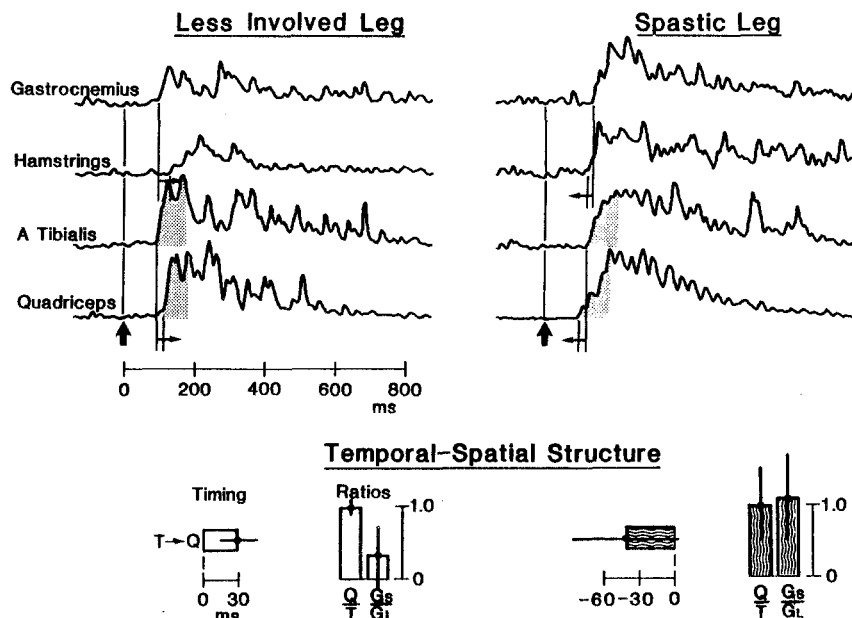 Less Involved Leg
Spastic Leg
Gastrocnemius
Hamstrings
A Tibialis
Quadriceps
0 200 400 600 800
ms
Temporal-Spatial Structure
Timing
Ratios
T→Q
1.0
0
0 30
ms
Q/T
Gs/GL
-60 -30 0
1.0
0
Q/T
Gs/GL